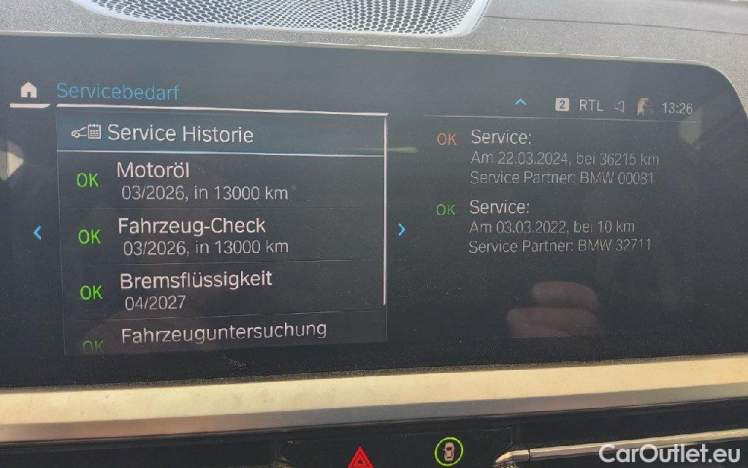 Servicebedarf
2 RTL 13:26
Service Historie
OK Motoröl
03/2026, in 13000 km
OK Fahrzeug-Check
03/2026, in 13000 km
OK Bremsflüssigkeit
04/2027
OK Fahrzeuguntersuchung
OK Service:
Am 22.03.2024, bei 36215 km
Service Partner: BMW 00081
OK Service:
Am 03.03.2022, bei 10 km
Service Partner: BMW 32711
CarOutlet.eu